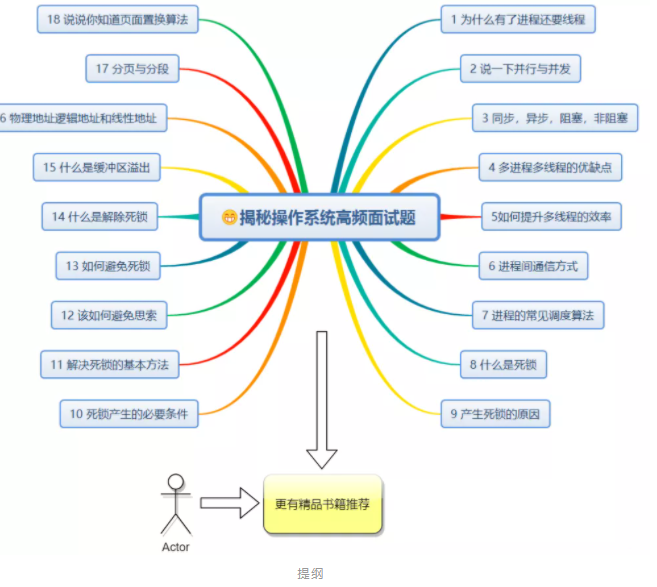 😁揭秘操作系统高频面试题
1 为什么有了进程还要线程
2 说一下并行与并发
3 同步，异步，阻塞，非阻塞
4 多进程多线程的优缺点
5如何提升多线程的效率
6 进程间通信方式
7 进程的常见调度算法
8 什么是死锁
9 产生死锁的原因
10 死锁产生的必要条件
11 解决死锁的基本方法
12 该如何避免思索
13 如何避免死锁
14 什么是解除死锁
15 什么是缓冲区溢出
6 物理地址逻辑地址和线性地址
17 分页与分段
18 说说你知道页面置换算法
更有精品书籍推荐
Actor
提纲